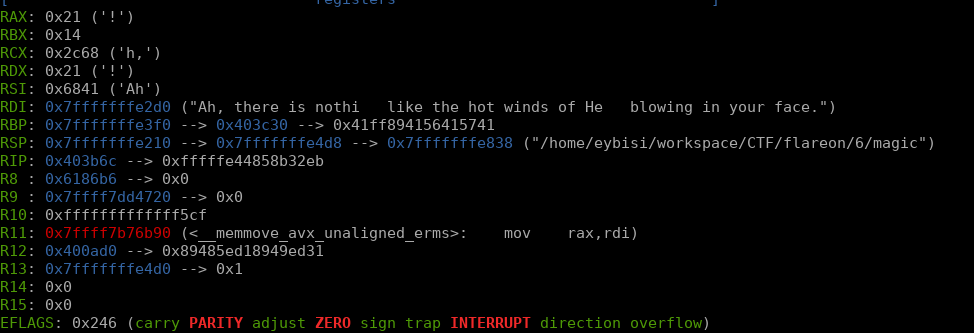 [ registers ]
RAX: 0x21 ('!')
RBX: 0x14
RCX: 0x2c68 ('h,')
RDX: 0x21 ('!')
RSI: 0x6841 ('Ah')
RDI: 0x7fffffffe2d0 ("Ah, there is nothi   like the hot winds of He   blowing in your face.")
RBP: 0x7fffffffe3f0 --> 0x403c30 --> 0x41ff894156415741
RSP: 0x7fffffffe210 --> 0x7fffffffe4d8 --> 0x7fffffffe838 ("/home/eybisi/workspace/CTF/flareon/6/magic")
RIP: 0x403b6c --> 0xfffffe44858b32eb
R8 : 0x6186b6 --> 0x0
R9 : 0x7ffff7dd4720 --> 0x0
R10: 0xfffffffffffff5cf
R11: 0x7ffff7b76b90 (<__memmove_avx_unaligned_erms>:    mov    rax,rdi)
R12: 0x400ad0 --> 0x89485ed18949ed31
R13: 0x7fffffffe4d0 --> 0x1
R14: 0x0
R15: 0x0
EFLAGS: 0x246 (carry PARITY adjust ZERO sign trap INTERRUPT direction overflow)